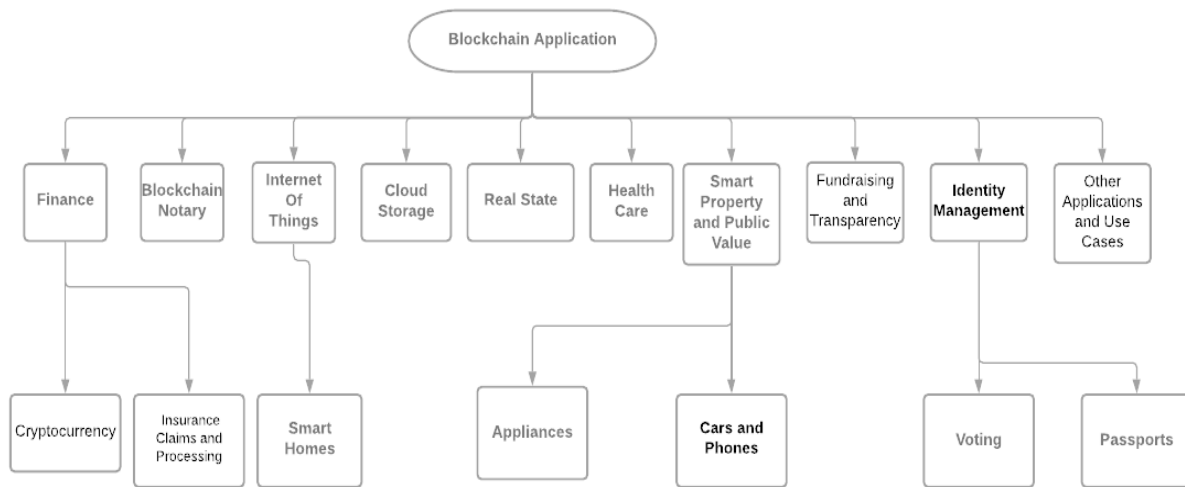 Blockchain Application
Finance
Blockchain
Notary
Internet
Of
Things
Cloud
Storage
Real State
Health
Care
Smart
Property
and Public
Value
Fundraising
and
Transparency
Identity
Management
Other
Applications
and Use
Cases
Cryptocurrency
Insurance
Claims and
Processing
Smart
Homes
Appliances
Cars and
Phones
Voting
Passports